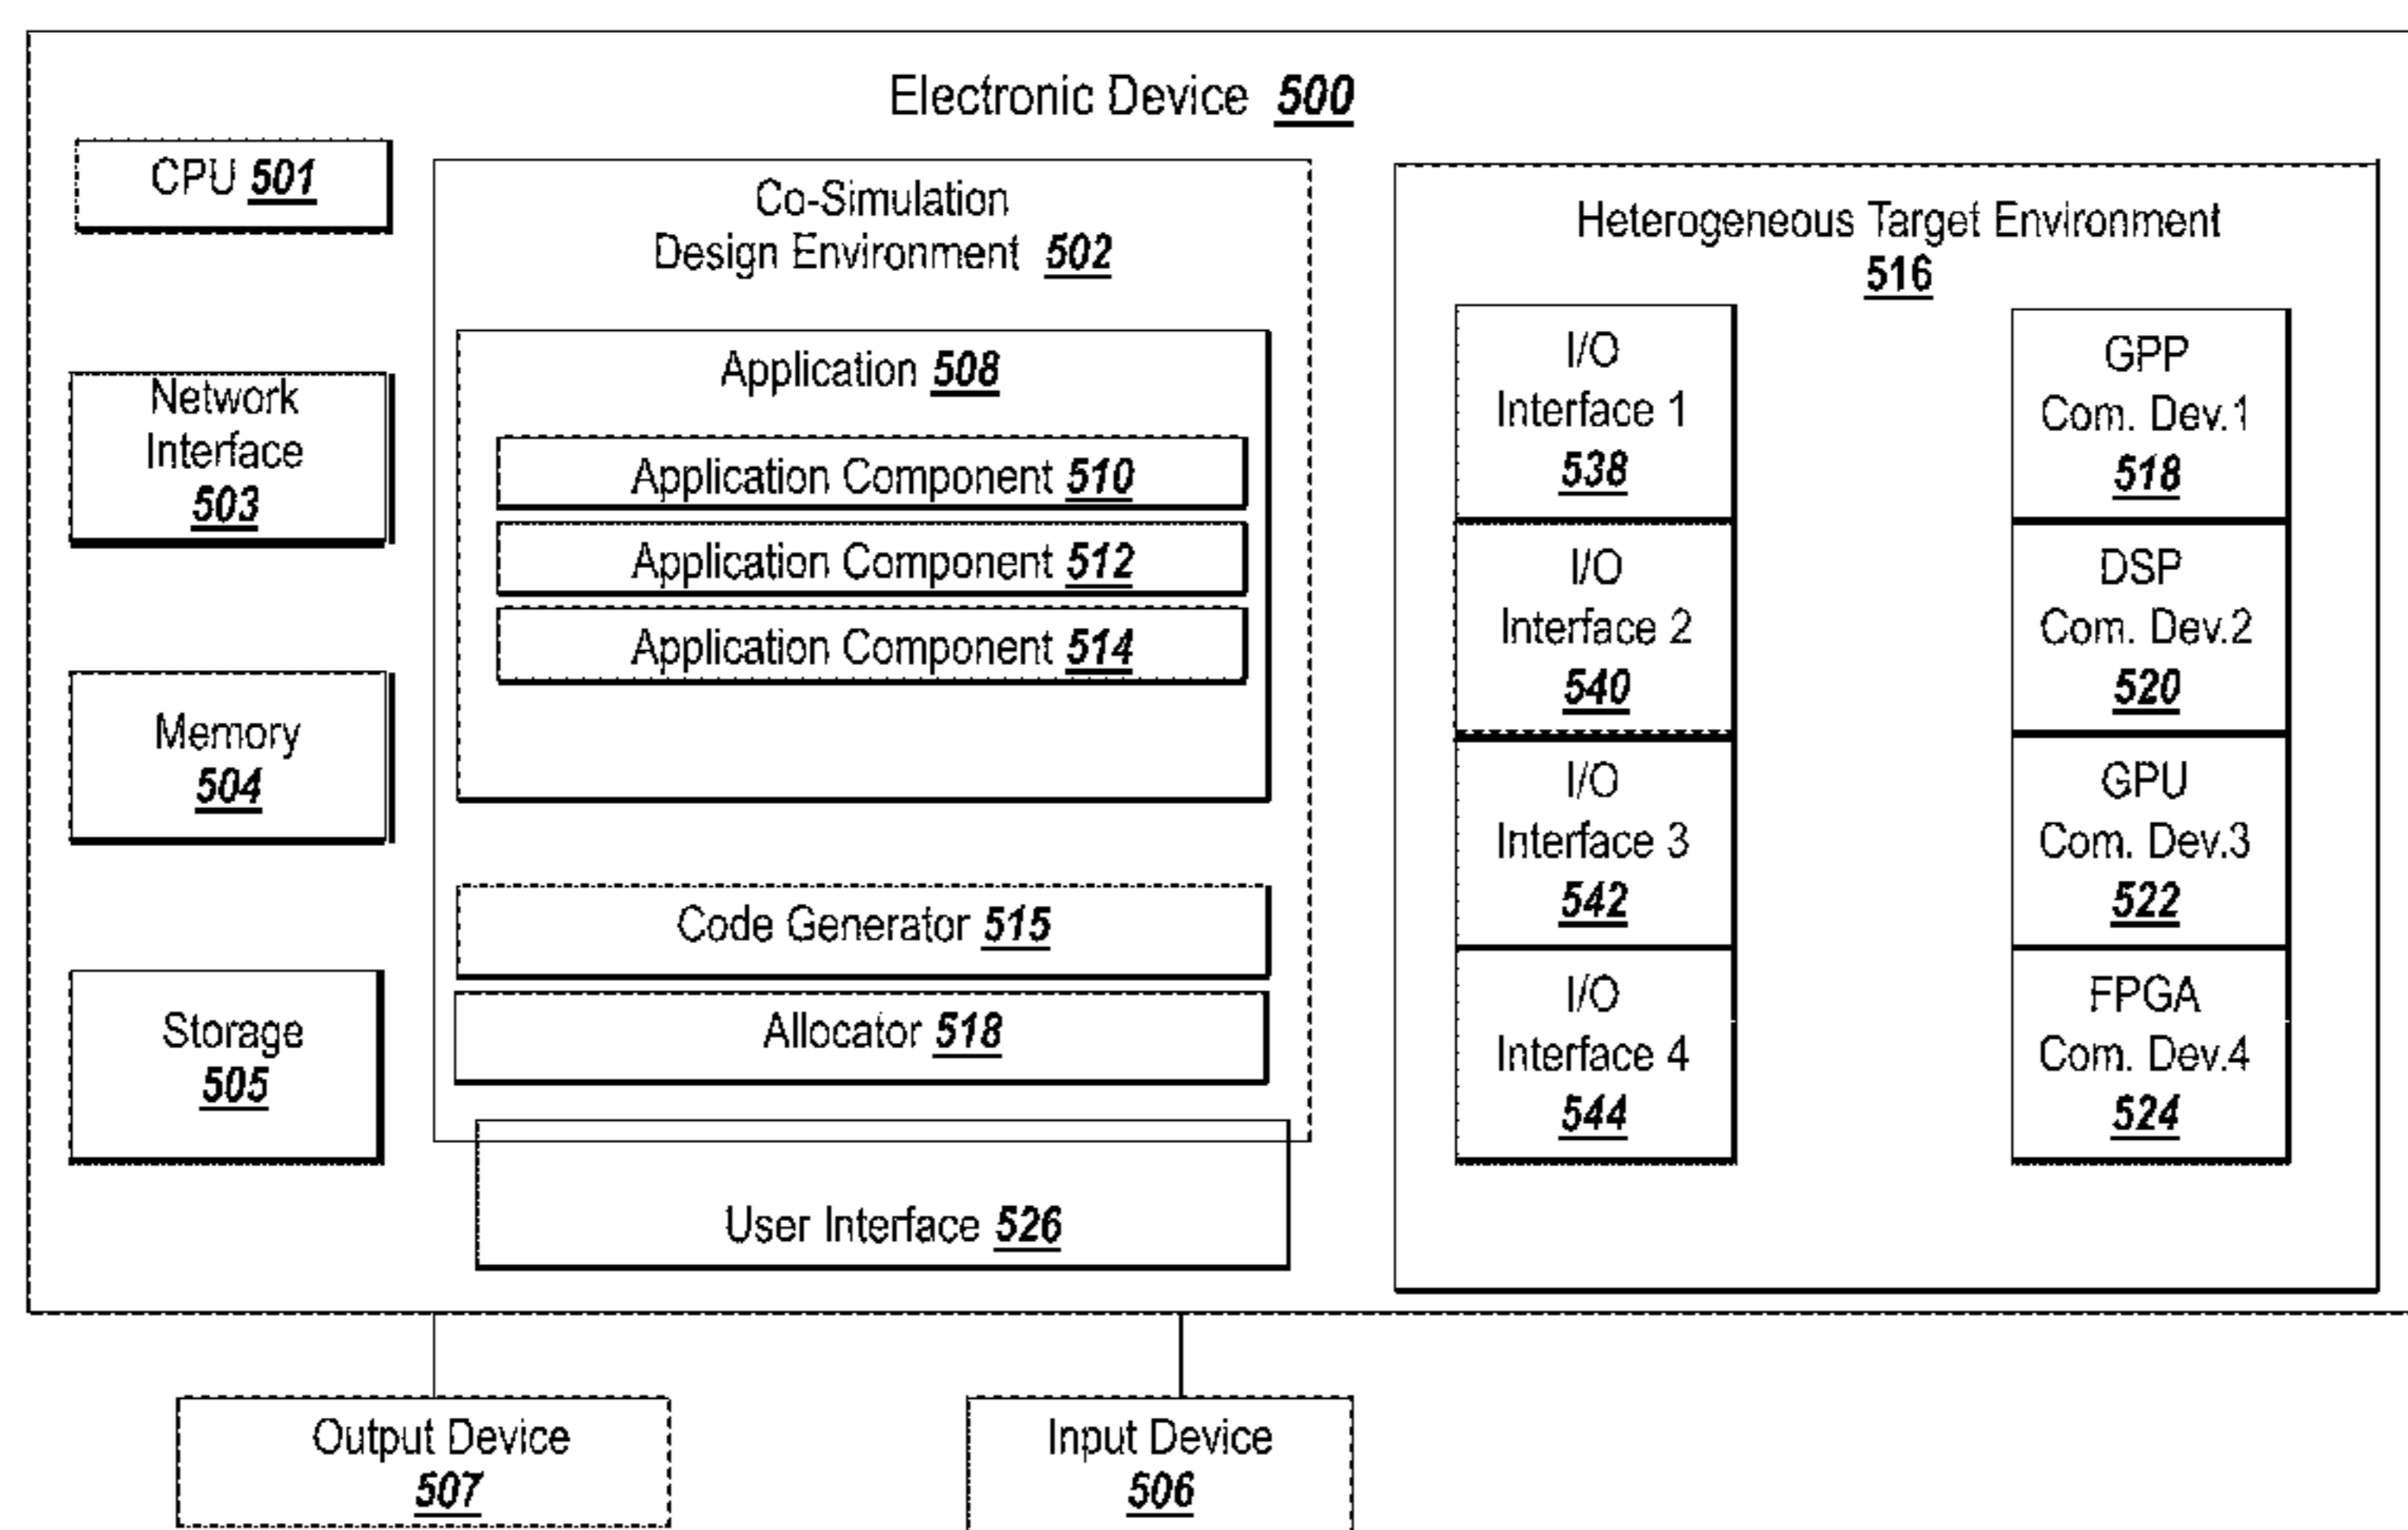 Electronic Device 500
CPU 501
Network
Interface
503
Memory
504
Storage
505
Co-Simulation
Design Environment 502
Application 508
Application Component 510
Application Component 512
Application Component 514
Code Generator 515
Allocator 518
User Interface 526
Heterogeneous Target Environment
516
I/O
Interface 1
538
I/O
Interface 2
540
I/O
Interface 3
542
I/O
Interface 4
544
GPP
Com. Dev.1
518
DSP
Com. Dev.2
520
GPU
Com. Dev.3
522
FPGA
Com. Dev.4
524
Output Device
507
Input Device
506